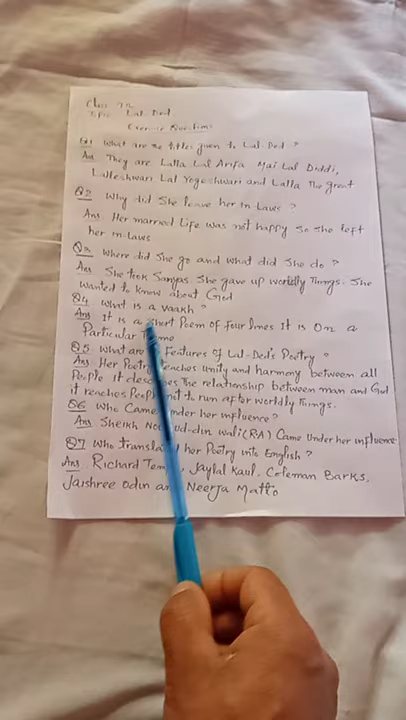 Class 7th
Topic Lal-Ded
Exercise Questions
Q1 What are the titles given to Lal Ded ?
Ans They are Lalla Lal Arifa Mai Lal Diddi,
Lalleshwari Lal Yogeshwari and Lalla The great
Q2 Why did She leave her in-Laws ?
Ans Her married Life was not happy so she left
her in-Laws
Q3 Where did She go and what did She do ?
Ans She took Sanyas. She gave up worldly Things. She
wanted to know about God
Q4 What is a vaakh ?
Ans It is a short Poem of four lines It is On a
Particular
Q5 What are Features of Lal-Ded's Poetry ?
Ans Her Poetry teaches unity and harmony between all
People it describes The relationship between man and God
it teaches People not to run after worldly Things.
Q6 Who Came under her influence ?
Ans Sheikh ud-din wali (RA) Came Under her influence
Q7 Who translated her Poetry into English ?
Ans. Richard , Jaylal Kaul, Coleman Barks,
Jaishree Odin and Neerja Matto